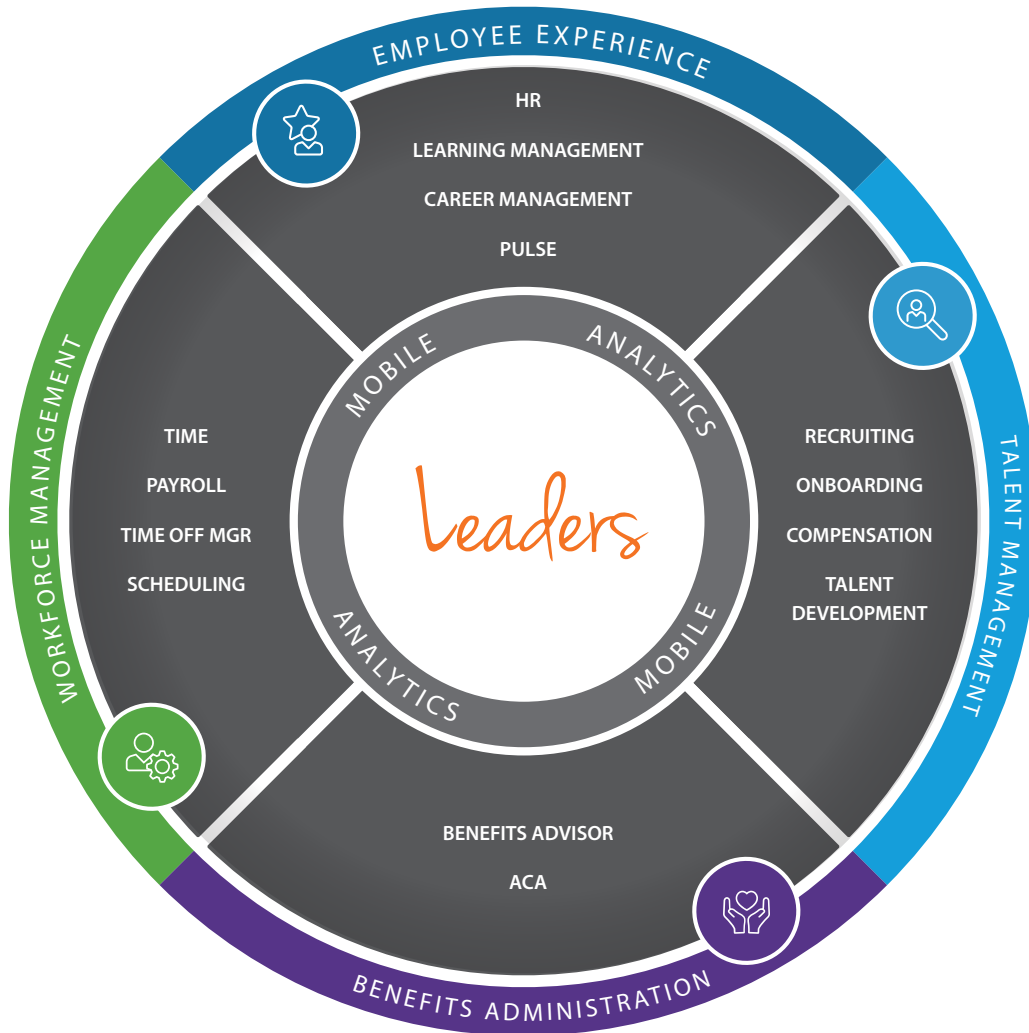 EMPLOYEE EXPERIENCE
HR
LEARNING MANAGEMENT
CAREER MANAGEMENT
PULSE
MOBILE
ANALYTICS
WORKFORCE MANAGEMENT
TIME
PAYROLL
TIME OFF MGR
SCHEDULING
Leaders
RECRUITING
ONBOARDING
COMPENSATION
TALENT
DEVELOPMENT
TALENT MANAGEMENT
ANALYTICS
MOBILE
BENEFITS ADVISOR
ACA
BENEFITS ADMINISTRATION